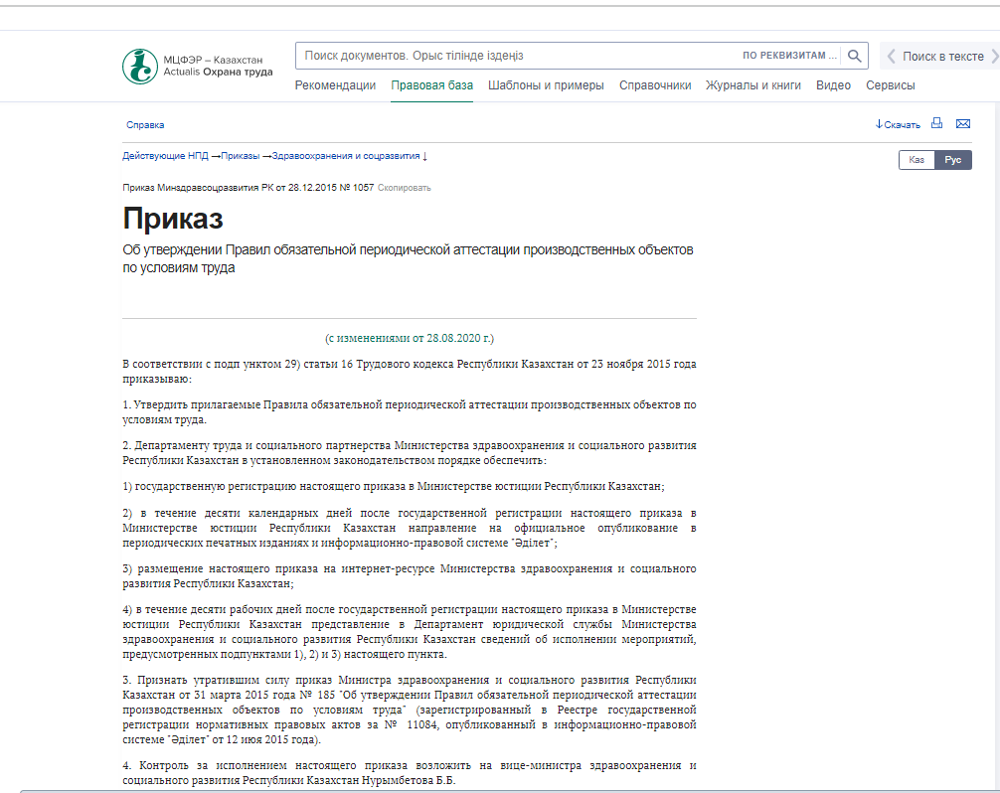 МЦФЭР – Казахстан
Actualis Охрана труда
Поиск документов. Орыс тілінде іздеңіз
ПО РЕКВИЗИТАМ ...
Поиск в тексте
Рекомендации Правовая база Шаблоны и примеры Справочники Журналы и книги Видео Сервисы
Справка
Скачать
Действующие НПД →Приказы →Здравоохранения и соцразвития ↓
Каз Рус
Приказ Минздравсоцразвития РК от 28.12.2015 № 1057 Скопировать
Приказ
Об утверждении Правил обязательной периодической аттестации производственных объектов
по условиям труда
(с изменениями от 28.08.2020 г.)
В соответствии с подп унктом 29) статьи 16 Трудового кодекса Республики Казахстан от 23 ноября 2015 года
приказываю:
1. Утвердить прилагаемые Правила обязательной периодической аттестации производственных объектов по
условиям труда.
2. Департаменту труда и социального партнерства Министерства здравоохранения и социального развития
Республики Казахстан в установленном законодательством порядке обеспечить:
1) государственную регистрацию настоящего приказа в Министерстве юстиции Республики Казахстан;
2) в течение десяти календарных дней после государственной регистрации настоящего приказа в
Министерстве юстиции Республики Казахстан направление на официальное опубликование в
периодических печатных изданиях и информационно-правовой системе "Әділет";
3) размещение настоящего приказа на интернет-ресурсе Министерства здравоохранения и социального
развития Республики Казахстан;
4) в течение десяти рабочих дней после государственной регистрации настоящего приказа в Министерстве
юстиции Республики Казахстан представление в Департамент юридической службы Министерства
здравоохранения и социального развития Республики Казахстан сведений об исполнении мероприятий,
предусмотренных подпунктами 1), 2) и 3) настоящего пункта.
3. Признать утратившим силу приказ Министра здравоохранения и социального развития Республики
Казахстан от 31 марта 2015 года № 185 "Об утверждении Правил обязательной периодической аттестации
производственных объектов по условиям труда" (зарегистрированный в Реестре государственной
регистрации нормативных правовых актов за № 11084, опубликованный в информационно-правовой
системе "Әділет" от 12 июя 2015 года).
4. Контроль за исполнением настоящего приказа возложить на вице-министра здравоохранения и
социального развития Республики Казахстан Нурымбетова Б.Б.